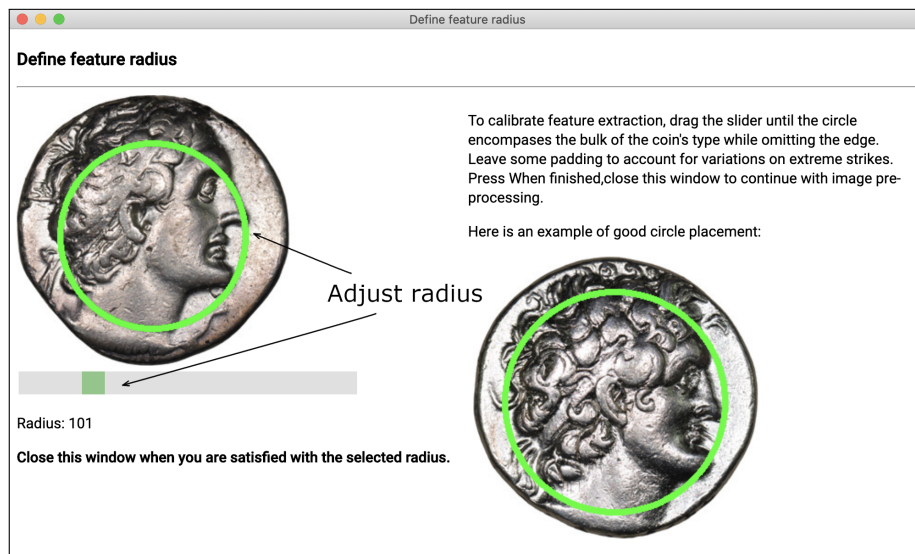 Define feature radius
Define feature radius
To calibrate feature extraction, drag the slider until the circle
encompases the bulk of the coin's type while omitting the edge.
Leave some padding to account for variations on extreme strikes.
Press When finished,close this window to continue with image pre-
processing.
Here is an example of good circle placement:
Adjust radius
Radius: 101
Close this window when you are satisfied with the selected radius.